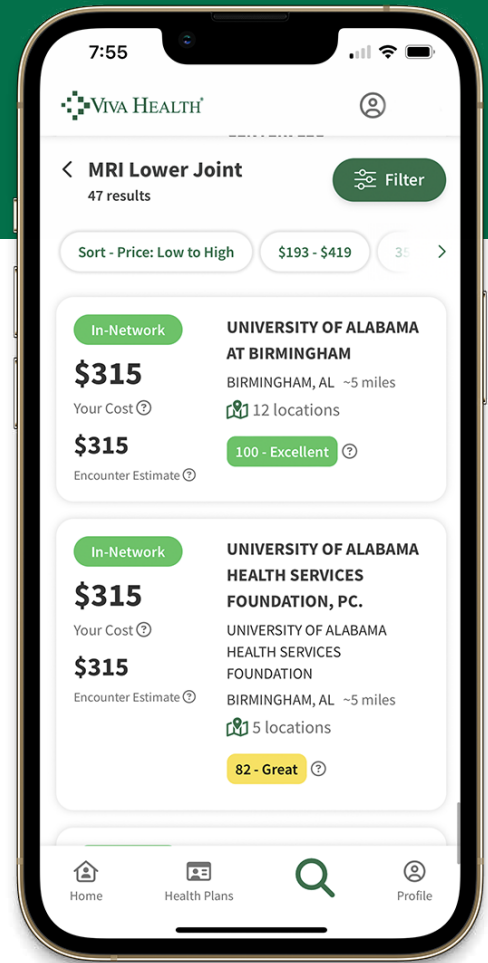 7:55
VIVA HEALTH
MRI Lower Joint
47 results
Filter
Sort - Price: Low to High
$193 - $419
35
In-Network
$315
Your Cost
$315
Encounter Estimate
UNIVERSITY OF ALABAMA
AT BIRMINGHAM
BIRMINGHAM, AL ~5 miles
12 locations
100 - Excellent
In-Network
$315
Your Cost
$315
Encounter Estimate
UNIVERSITY OF ALABAMA
HEALTH SERVICES
FOUNDATION, PC.
UNIVERSITY OF ALABAMA
HEALTH SERVICES
FOUNDATION
BIRMINGHAM, AL ~5 miles
5 locations
82 - Great
Home
Health Plans
Profile